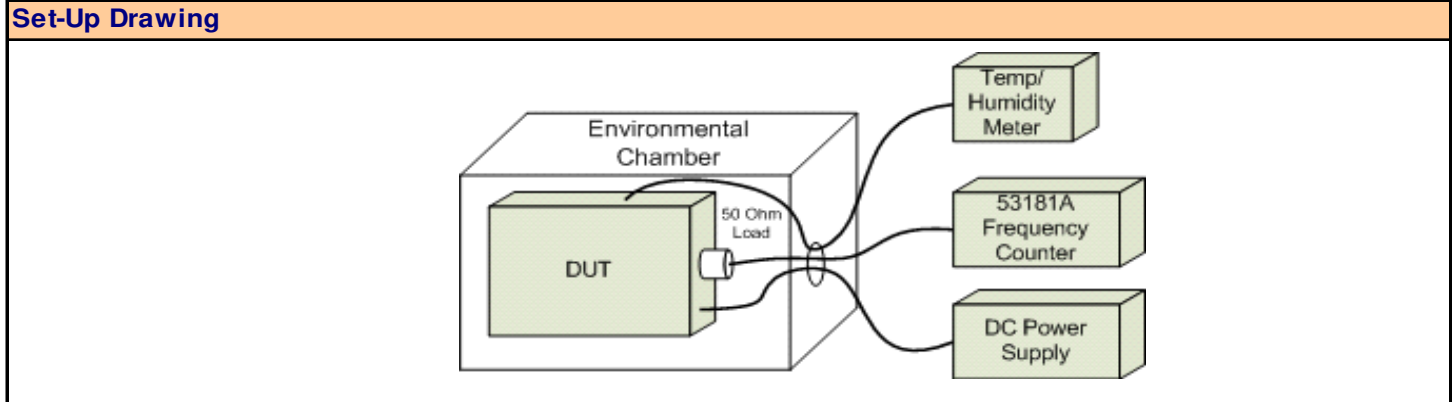 Set-Up Drawing
Environmental
Chamber
50 Ohm
Load
DUT
Temp/
Humidity
Meter
53181A
Frequency
Counter
DC Power
Supply